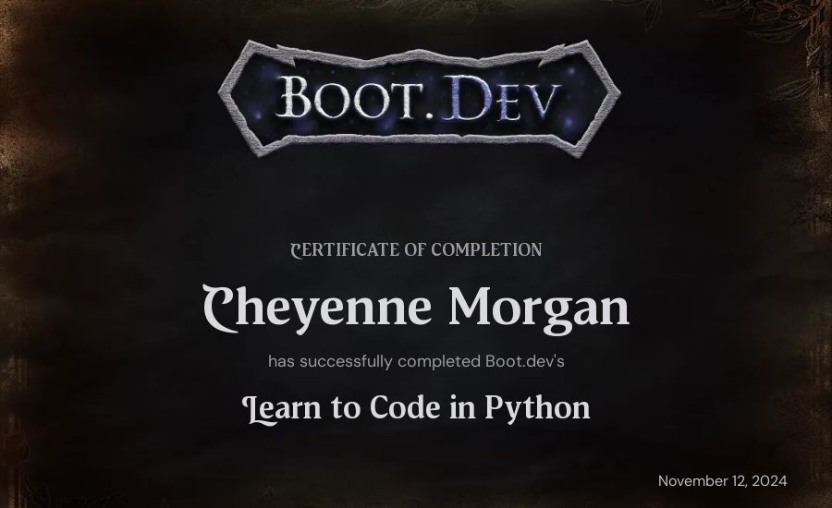 BOOT.DEV
CERTIFICATE OF COMPLETION
Cheyenne Morgan
has successfully completed Boot.dev's
Learn to Code in Python
November 12, 2024